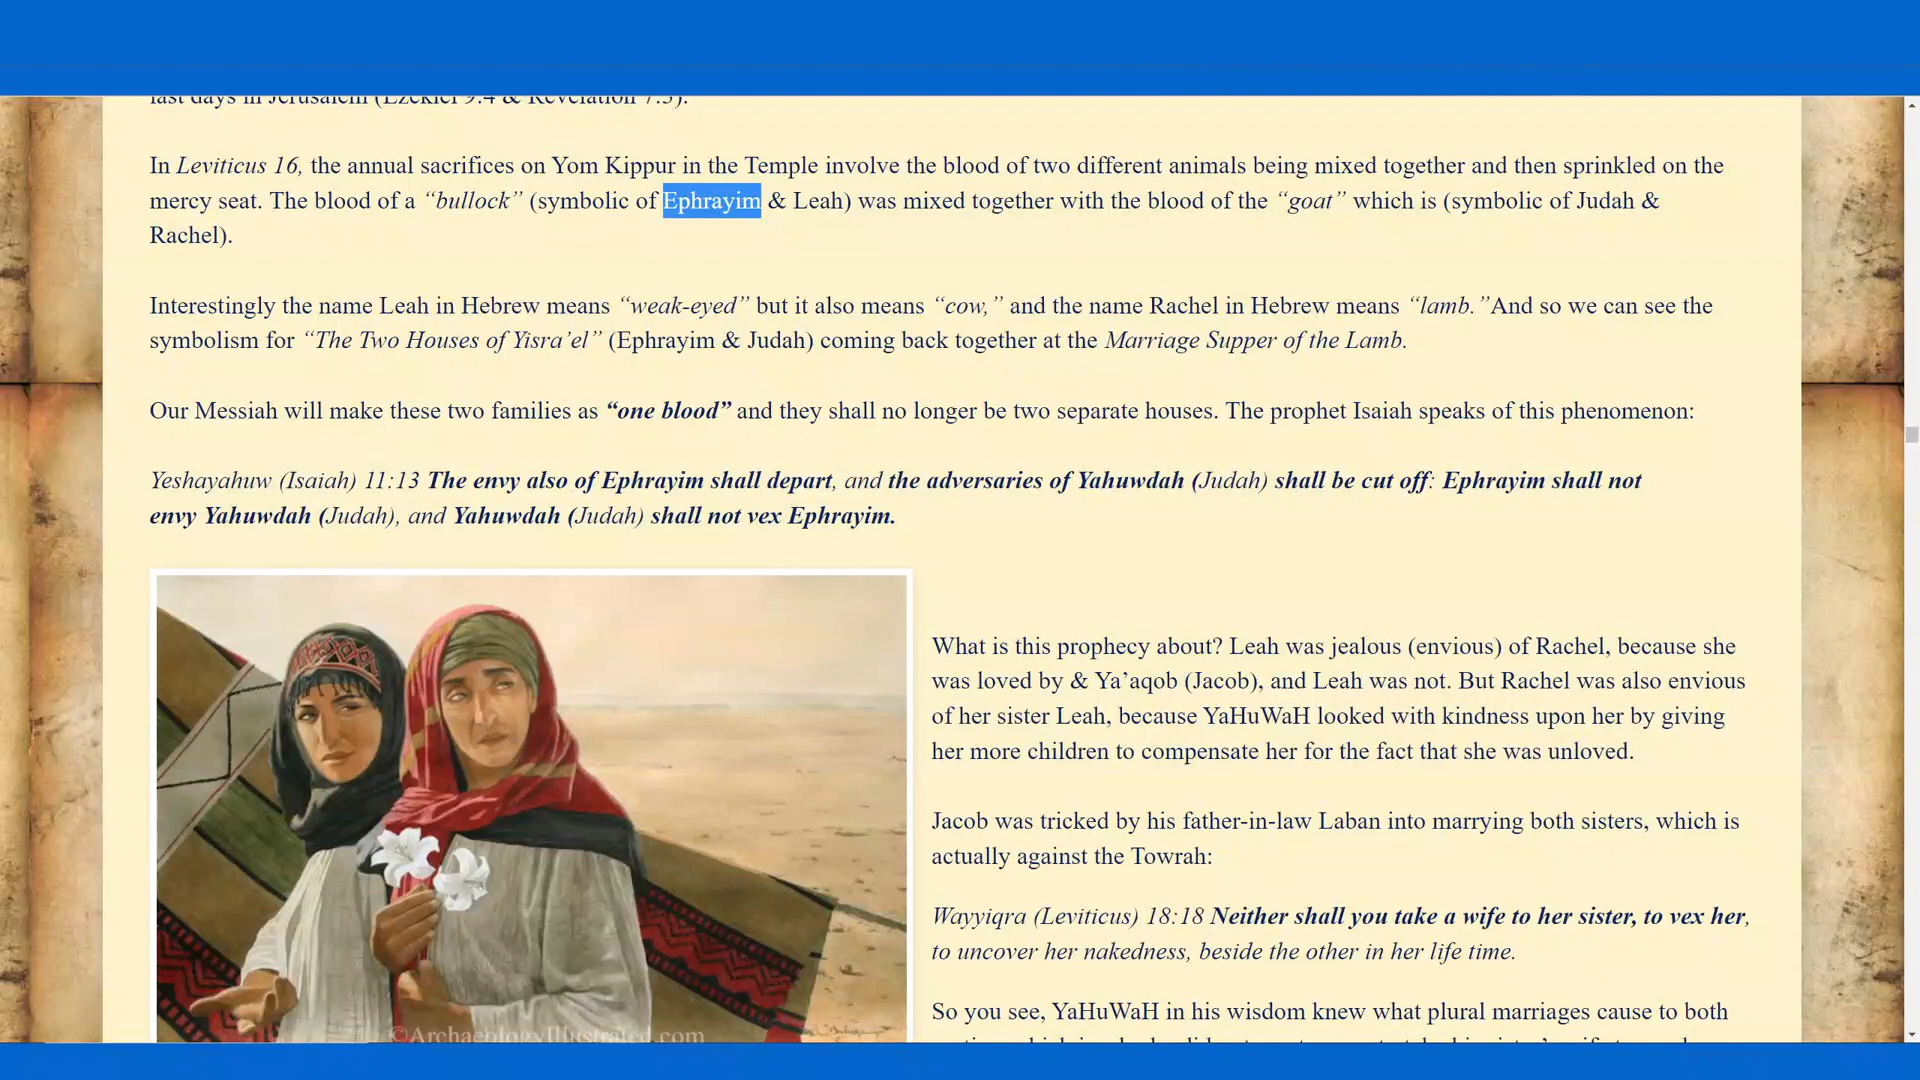 last days in Jerusalem (Ezekiel 9:4 & Revelation 7:3).
In Leviticus 16, the annual sacrifices on Yom Kippur in the Temple involve the blood of two different animals being mixed together and then sprinkled on the
mercy seat. The blood of a “bullock” (symbolic of Ephrayim & Leah) was mixed together with the blood of the “goat” which is (symbolic of Judah &
Rachel).
Interestingly the name Leah in Hebrew means “weak-eyed” but it also means “cow,” and the name Rachel in Hebrew means “lamb.”And so we can see the
symbolism for “The Two Houses of Yisra’el” (Ephrayim & Judah) coming back together at the Marriage Supper of the Lamb.
Our Messiah will make these two families as “one blood” and they shall no longer be two separate houses. The prophet Isaiah speaks of this phenomenon:
Yeshayahuw (Isaiah) 11:13 The envy also of Ephrayim shall depart, and the adversaries of Yahuwdah (Judah) shall be cut off: Ephrayim shall not
envy Yahuwdah (Judah), and Yahuwdah (Judah) shall not vex Ephrayim.
What is this prophecy about? Leah was jealous (envious) of Rachel, because she
was loved by & Ya’aqob (Jacob), and Leah was not. But Rachel was also envious
of her sister Leah, because YaHuWaH looked with kindness upon her by giving
her more children to compensate her for the fact that she was unloved.
Jacob was tricked by his father-in-law Laban into marrying both sisters, which is
actually against the Towrah:
Wayyiqra (Leviticus) 18:18 Neither shall you take a wife to her sister, to vex her,
to uncover her nakedness, beside the other in her life time.
So you see, YaHuWaH in his wisdom knew what plural marriages cause to both
©ArchaeologyIllustrated.com